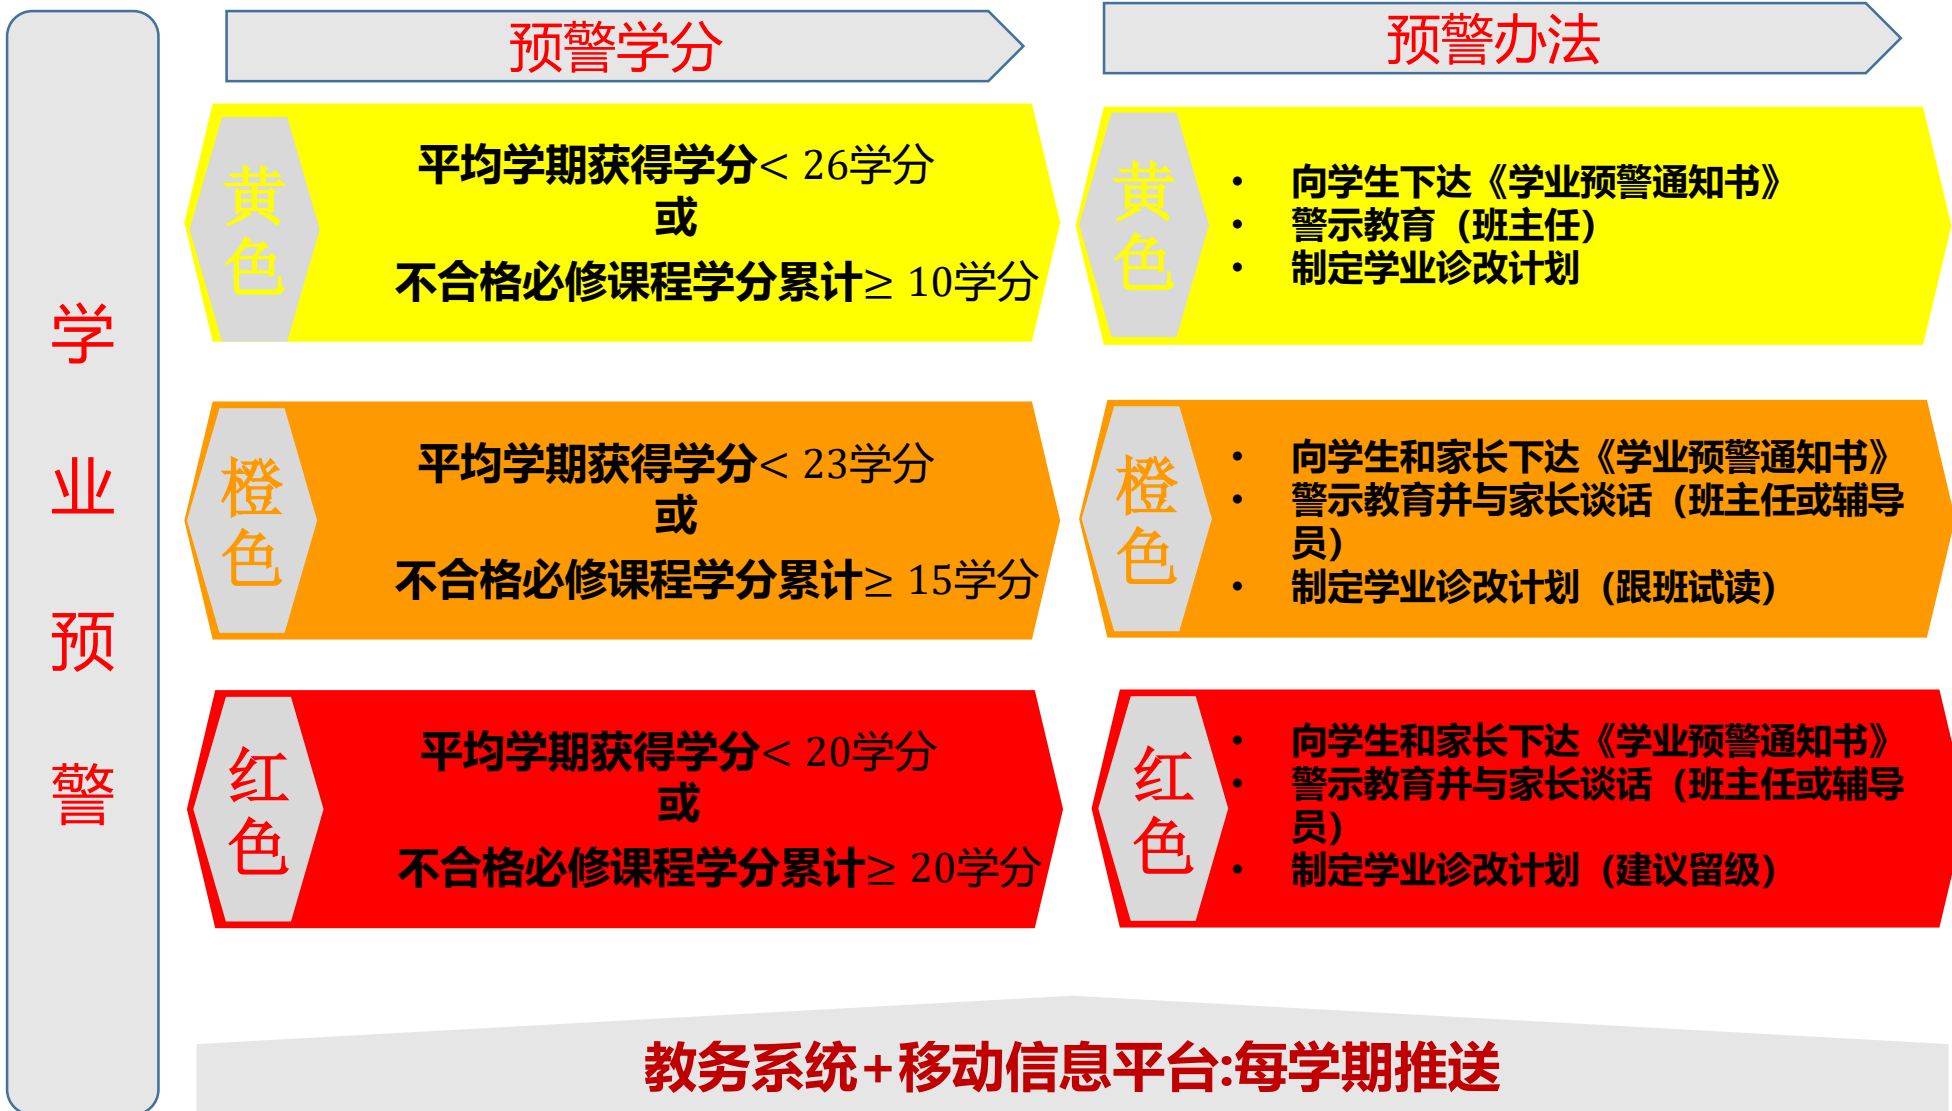 学
业
预
警
预警学分
预警办法
黄
色
平均学期获得学分< 26学分
或
不合格必修课程学分累计≥ 10学分
黄
色
• 向学生下达《学业预警通知书》
• 警示教育（班主任）
• 制定学业诊改计划
橙
色
平均学期获得学分< 23学分
或
不合格必修课程学分累计≥ 15学分
橙
色
• 向学生和家长下达《学业预警通知书》
• 警示教育并与家长谈话（班主任或辅导
员）
• 制定学业诊改计划（跟班试读）
红
色
平均学期获得学分< 20学分
或
不合格必修课程学分累计≥ 20学分
红
色
• 向学生和家长下达《学业预警通知书》
• 警示教育并与家长谈话（班主任或辅导
员）
• 制定学业诊改计划（建议留级）
教务系统+移动信息平台:每学期推送